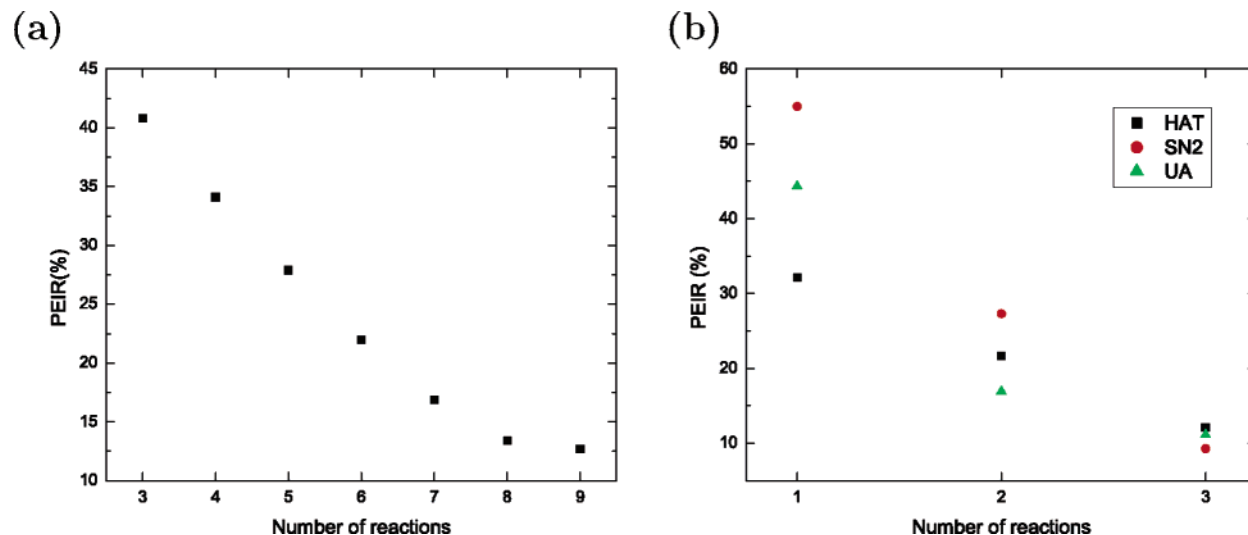 (a)
45
40
35
30
25
20
15
10
PEIR(%)
3 4 5 6 7 8 9
Number of reactions
(b)
60
50
40
30
20
10
PEIR (%)
HAT
SN2
UA
1 2 3
Number of reactions